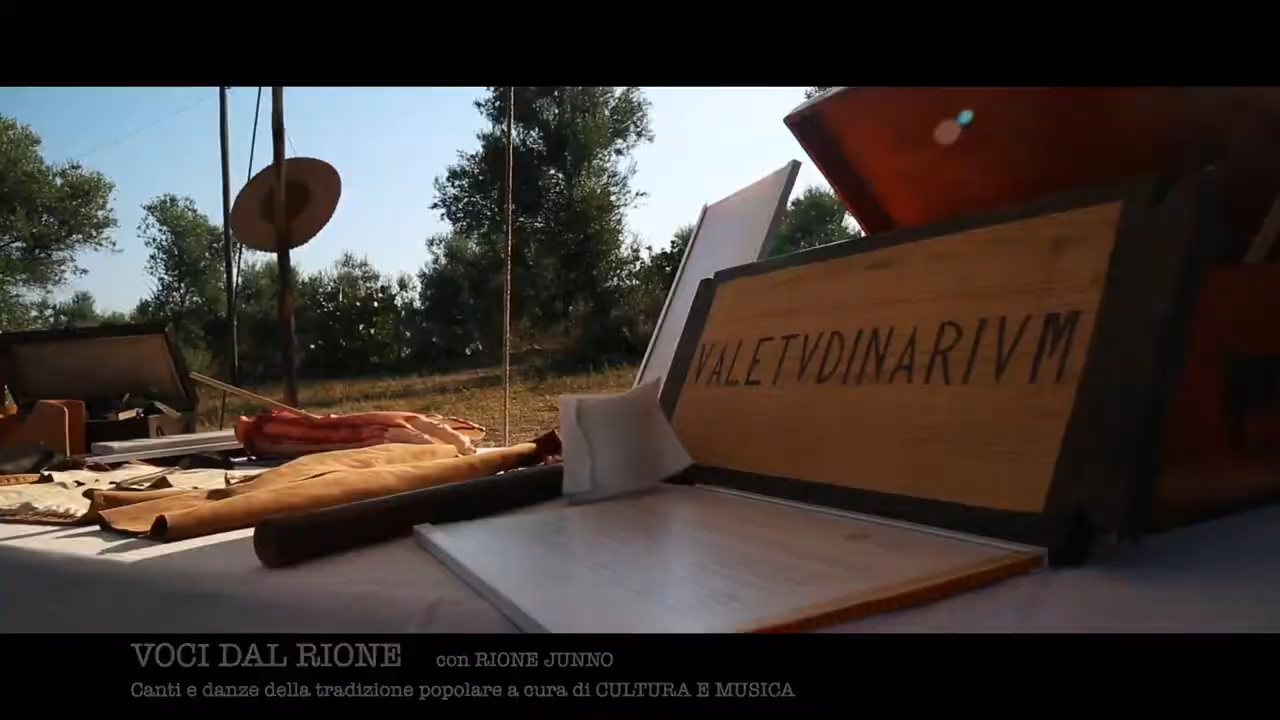 VALETVDINARIVM
VOCI DAL RIONE con RIONE JUNNO
Canti e danze della tradizione popolare a cura di CULTURA E MUSICA